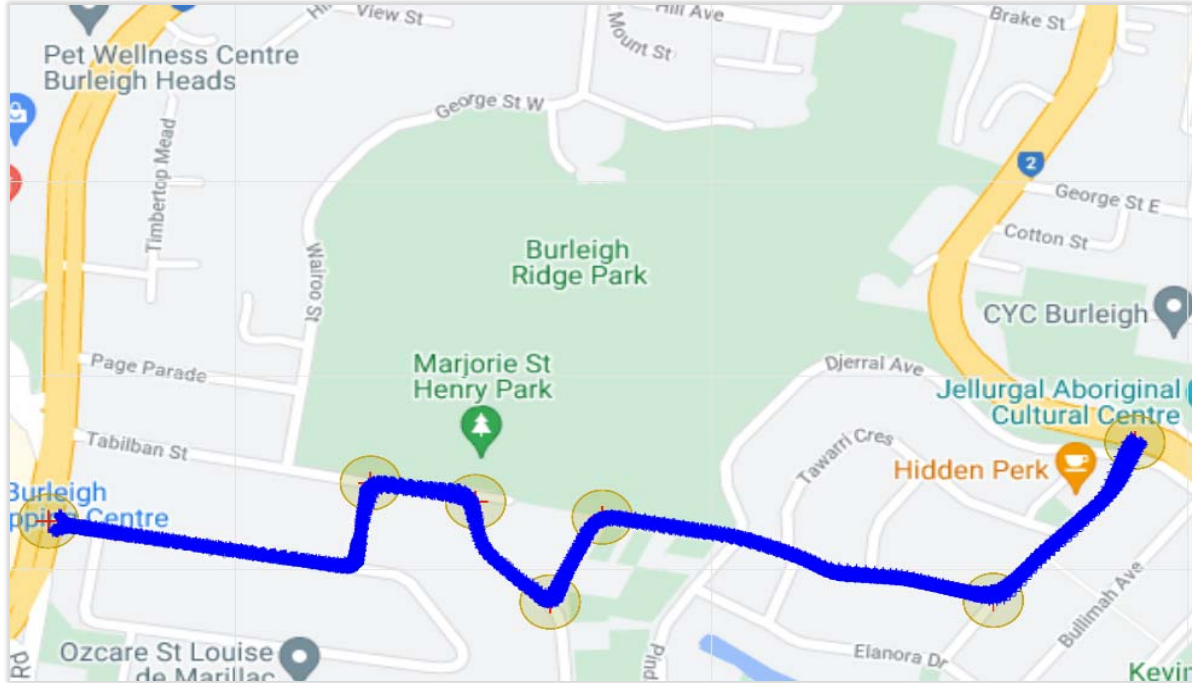 View St
Hill Ave
Brake St
Mount St
Pet Wellness Centre
Burleigh Heads
George St W
Timbertop Mead
2
George St E
Cotton St
Wairoo St
Burleigh
Ridge Park
CYC Burleigh
Page Parade
Marjorie St
Henry Park
Djerral Ave
Jellurgal Aboriginal
Cultural Centre
Tabilban St
Tawarri Cres
Hidden Perk
Burleigh
Centre
Bullimah Ave
Elanora Dr
Ozcare St Louise
de Marillac
Rd
Pind
Kevin